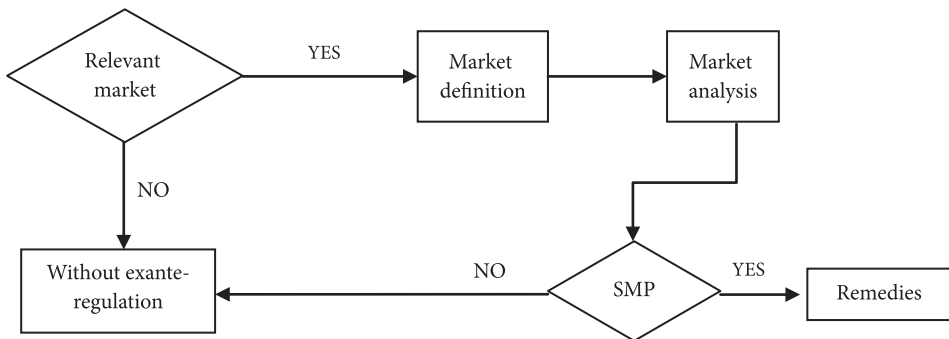 Relevant
market
YES
Market
definition
Market
analysis
NO
Without exante-
regulation
NO
SMP
YES
Remedies